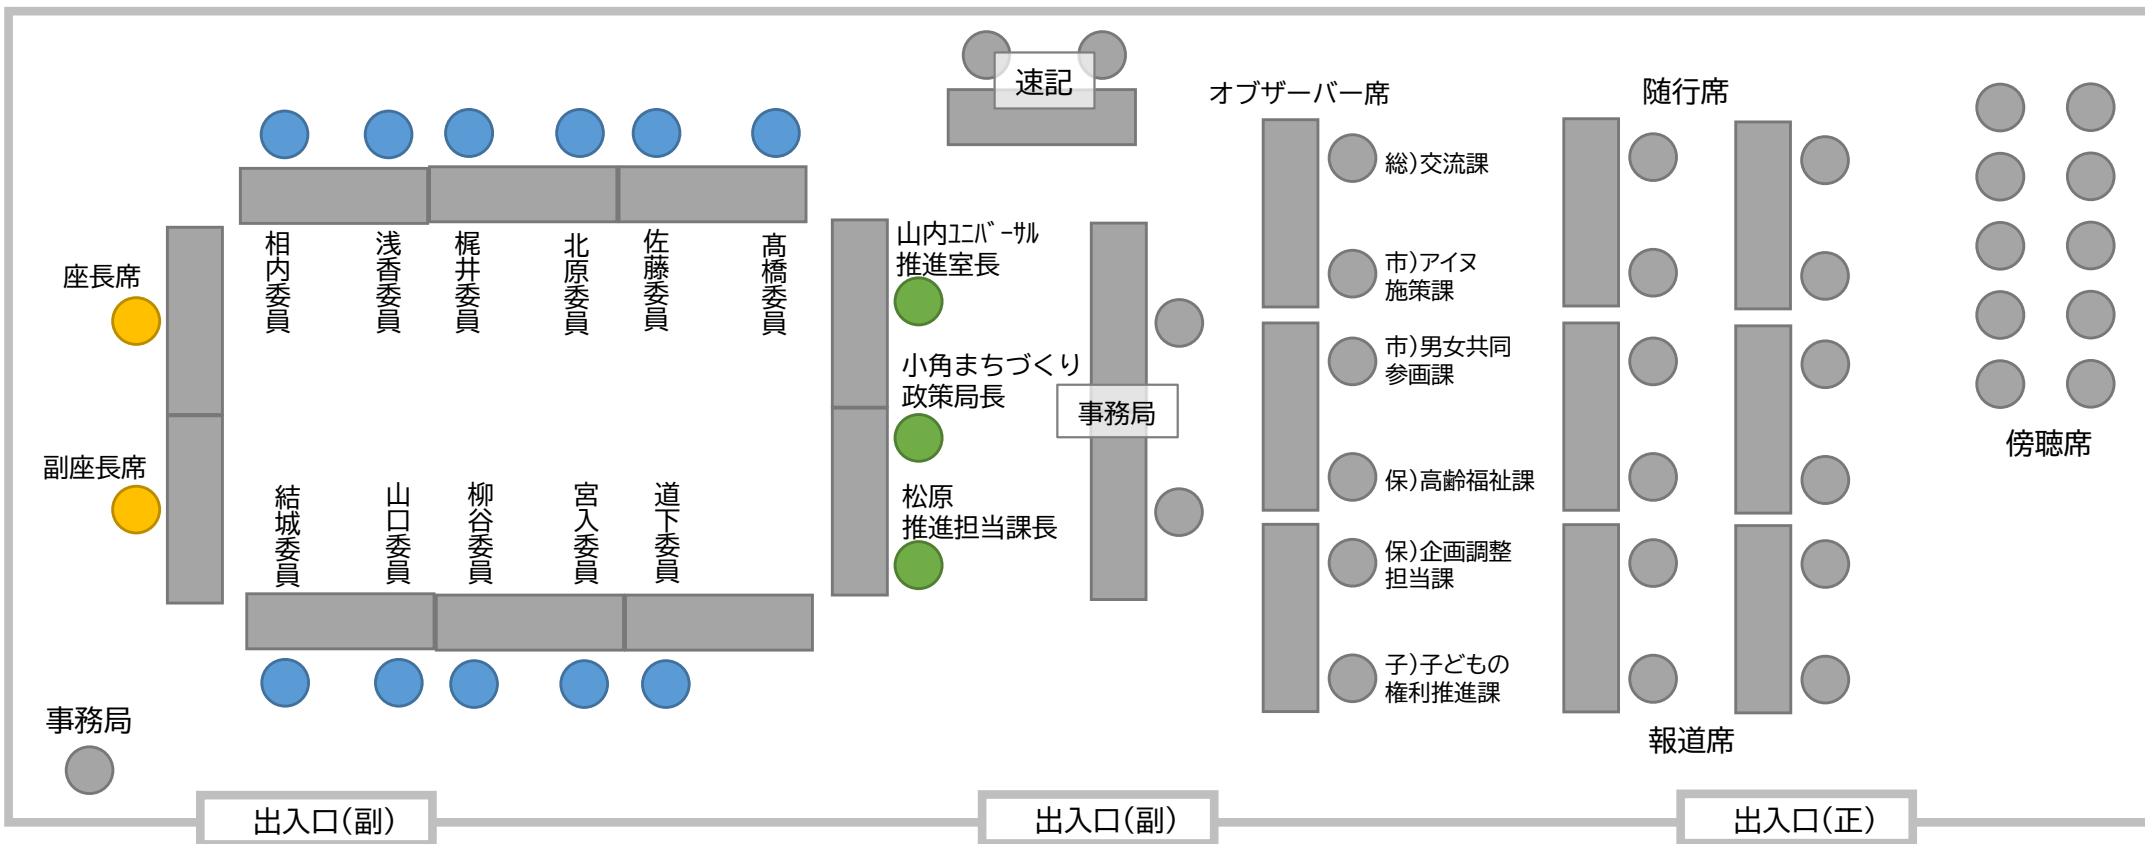 速記
オブザーバー席
随行席
総）交流課
市）アイヌ
施策課
市）男女共同
参画課
保）高齢福祉課
保）企画調整
担当課
子）子どもの
権利推進課
報道席
傍聴席
座長席
副座長席
相内委員
浅香委員
梶井委員
北原委員
佐藤委員
髙橋委員
山内ﾕﾆﾊﾞｰｻﾙ
推進室長
小角まちづくり
政策局長
松原
推進担当課長
事務局
結城委員
山口委員
柳谷委員
宮入委員
道下委員
事務局
出入口（副）
出入口（副）
出入口（正）